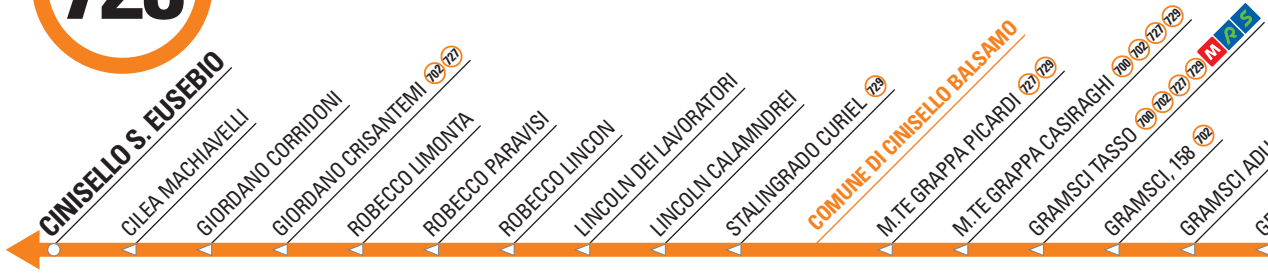 CINISELLO S. EUSEBIO
CILEA MACHIAVELLI
GIORDANO CORRIDONI
GIORDANO CRISANTEMI 702 727
ROBECCO LIMONTA
ROBECCO PARAVISI
ROBECCO LINCON
LINCOLN DEI LAVORATORI
LINCOLN CALAMNDREI
STALINGRADO CURIEL 729
COMUNE DI CINISELLO BALSAMO
M.TE GRAPPA PICARDI 727 729
M.TE GRAPPA CASIRAGHI 700 702 727 729
GRAMSCI TASSO 700 702 727 729 M R S
GRAMSCI, 158 702
GRAMSCI